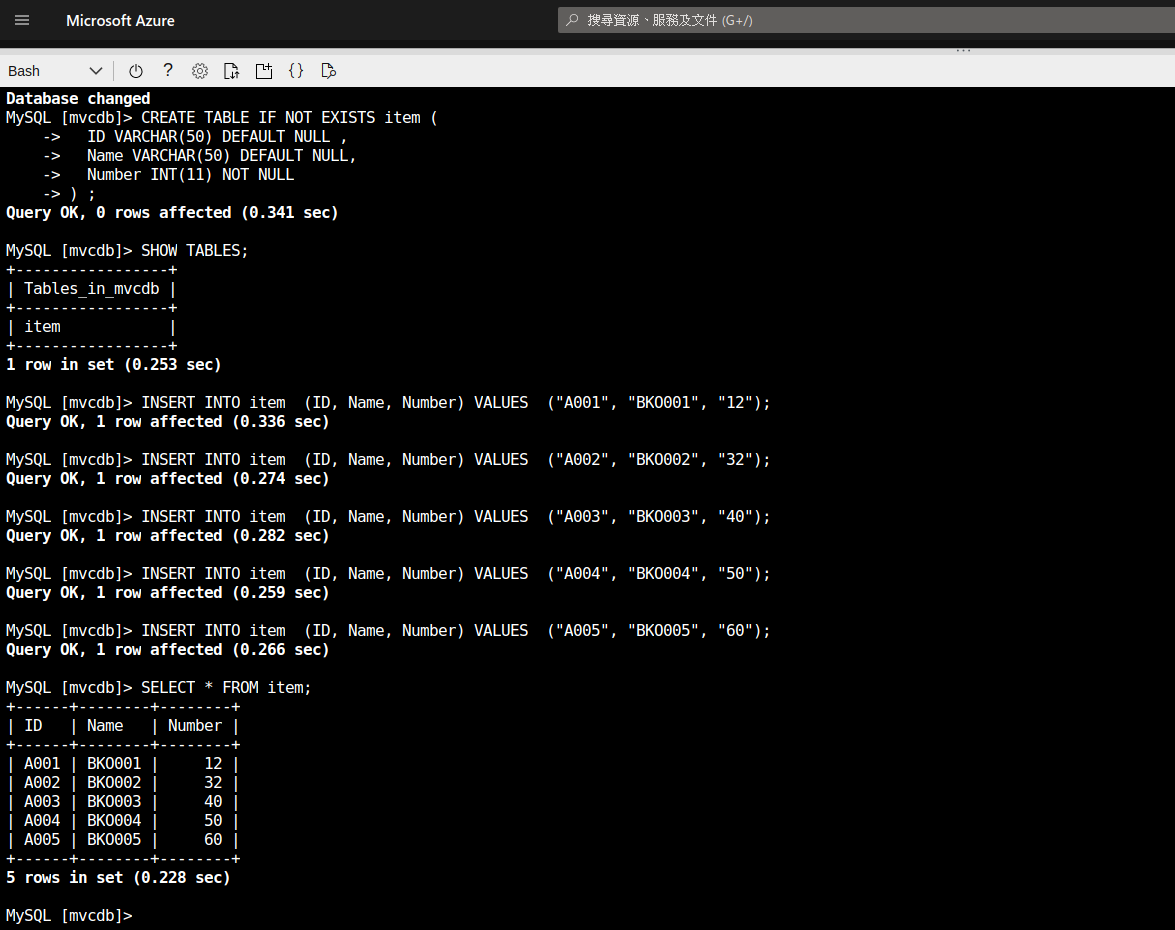 Microsoft Azure
搜尋資源、服務及文件 (G+/)
Bash
Database changed
MySQL [mvcdb]> CREATE TABLE IF NOT EXISTS item (
    ->   ID VARCHAR(50) DEFAULT NULL ,
    ->   Name VARCHAR(50) DEFAULT NULL,
    ->   Number INT(11) NOT NULL
    -> ) ;
Query OK, 0 rows affected (0.341 sec)
MySQL [mvcdb]> SHOW TABLES;
+-----------------+
| Tables_in_mvcdb |
+-----------------+
| item            |
+-----------------+
1 row in set (0.253 sec)
MySQL [mvcdb]> INSERT INTO item  (ID, Name, Number) VALUES  ("A001", "BKO001", "12");
Query OK, 1 row affected (0.336 sec)
MySQL [mvcdb]> INSERT INTO item  (ID, Name, Number) VALUES  ("A002", "BKO002", "32");
Query OK, 1 row affected (0.274 sec)
MySQL [mvcdb]> INSERT INTO item  (ID, Name, Number) VALUES  ("A003", "BKO003", "40");
Query OK, 1 row affected (0.282 sec)
MySQL [mvcdb]> INSERT INTO item  (ID, Name, Number) VALUES  ("A004", "BKO004", "50");
Query OK, 1 row affected (0.259 sec)
MySQL [mvcdb]> INSERT INTO item  (ID, Name, Number) VALUES  ("A005", "BKO005", "60");
Query OK, 1 row affected (0.266 sec)
MySQL [mvcdb]> SELECT * FROM item;
+------+--------+--------+
| ID   | Name   | Number |
+------+--------+--------+
| A001 | BKO001 |     12 |
| A002 | BKO002 |     32 |
| A003 | BKO003 |     40 |
| A004 | BKO004 |     50 |
| A005 | BKO005 |     60 |
+------+--------+--------+
5 rows in set (0.228 sec)
MySQL [mvcdb]>